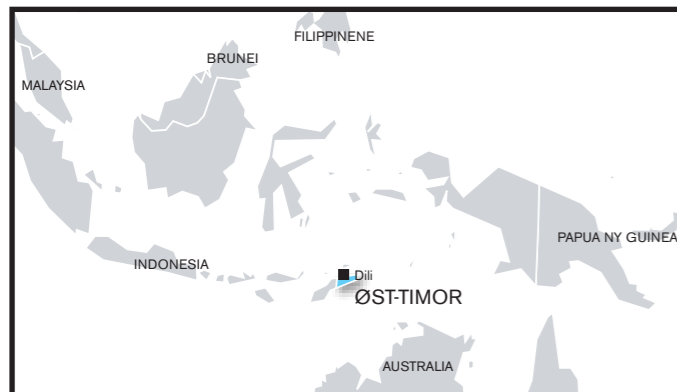 FILIPPINENE
BRUNEI
MALAYSIA
PAPUA NY GUINEA
INDONESIA
Dili
ØST-TIMOR
AUSTRALIA